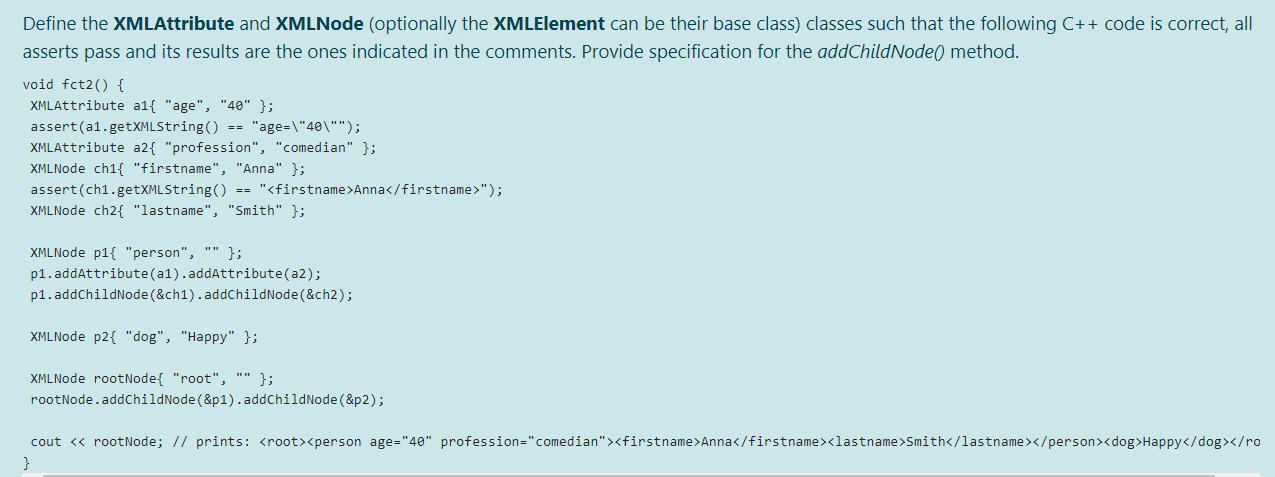 Define the XMLAttribute and XMLNode (optionally the XMLElement can be their base class) classes such that the following C++ code is correct, all
asserts pass and its results are the ones indicated in the comments. Provide specification for the addChildNode() method.
void fct2() {
XMLAttribute a1{ "age", "40" };
assert(a1.getXMLString() == "age=\"40\"");
XMLAttribute a2{ "profession", "comedian" };
XMLNode ch1{ "firstname", "Anna" };
assert(ch1.getXMLString() == "<firstname>Anna</firstname>");
XMLNode ch2{ "lastname", "Smith" };
XMLNode p1{ "person", "" };
p1.addAttribute(a1).addAttribute(a2);
p1.addChildNode(&ch1).addChildNode(&ch2);
XMLNode p2{ "dog", "Happy" };
XMLNode rootNode{ "root", "" };
rootNode.addChildNode(&p1).addChildNode(&p2);
cout << rootNode; // prints: <root><person age="40" profession="comedian"><firstname>Anna</firstname><lastname>Smith</lastname></person><dog>Happy</dog></ro
}